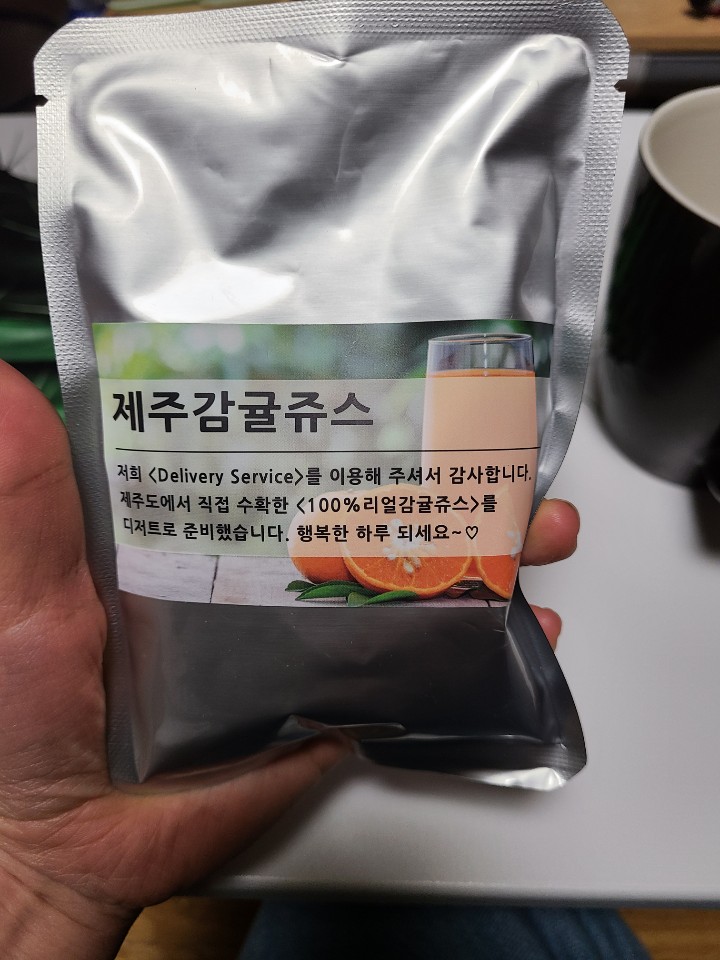 제주감귤쥬스
저희 <Delivery Service>를 이용해 주셔서 감사합니다.
제주도에서 직접 수확한 <100%리얼감귤쥬스>를
디저트로 준비했습니다. 행복한 하루 되세요~♡